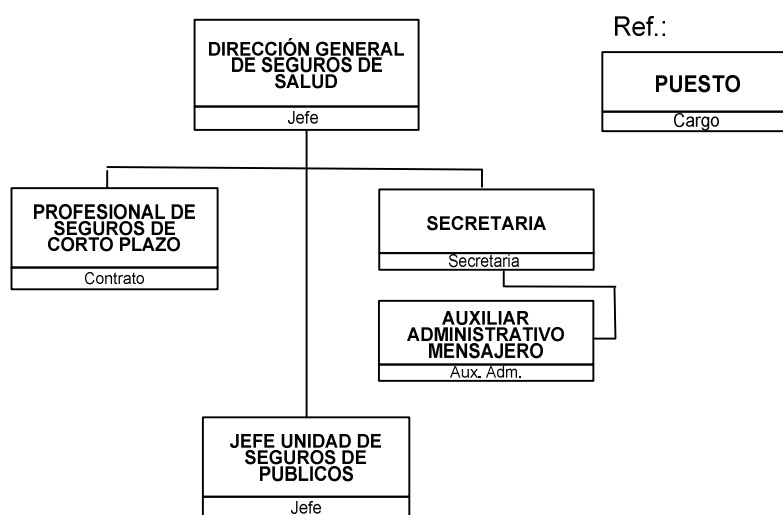 Ref.:
DIRECCIÓN GENERAL
DE SEGUROS DE
SALUD
Jefe
PUESTO
Cargo
PROFESIONAL DE
SEGUROS DE
CORTO PLAZO
Contrato
SECRETARIA
Secretaria
AUXILIAR
ADMINISTRATIVO
MENSAJERO
Aux. Adm.
JEFE UNIDAD DE
SEGUROS DE
PUBLICOS
Jefe